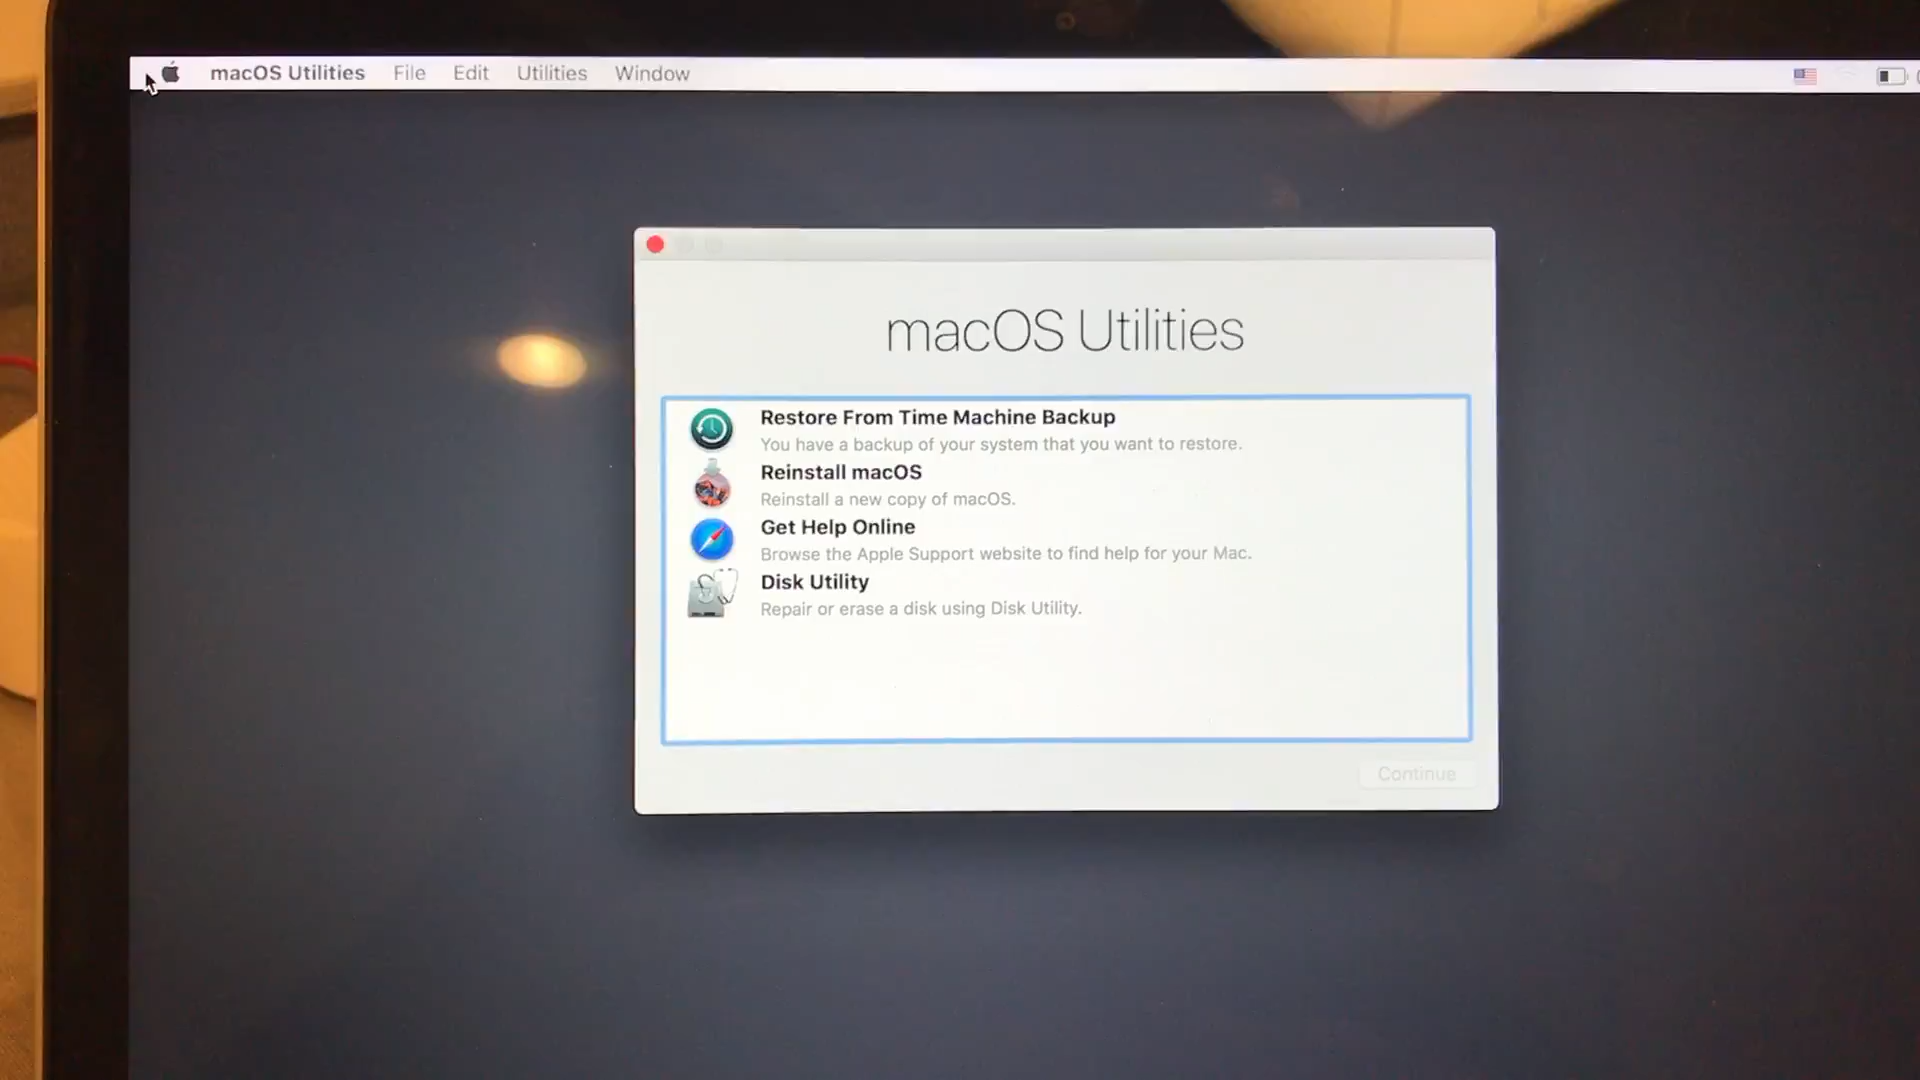 macOS Utilities File Edit Utilities Window
macOS Utilities
Restore From Time Machine Backup
You have a backup of your system that you want to restore.
Reinstall macOS
Reinstall a new copy of macOS.
Get Help Online
Browse the Apple Support website to find help for your Mac.
Disk Utility
Repair or erase a disk using Disk Utility.
Continue